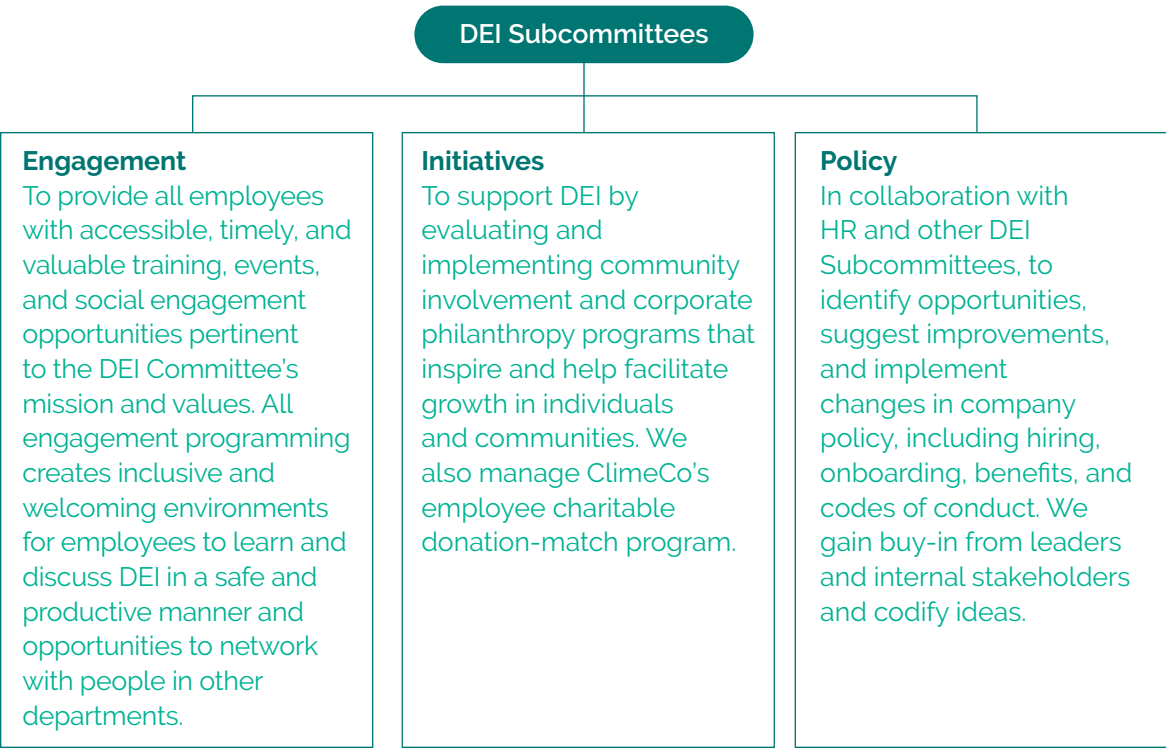 DEI Subcommittees
Engagement
To provide all employees
with accessible, timely, and
valuable training, events,
and social engagement
opportunities pertinent
to the DEI Committee’s
mission and values. All
engagement programming
creates inclusive and
welcoming environments
for employees to learn and
discuss DEI in a safe and
productive manner and
opportunities to network
with people in other
departments.
Initiatives
To support DEI by
evaluating and
implementing community
involvement and corporate
philanthropy programs that
inspire and help facilitate
growth in individuals
and communities. We
also manage ClimeCo’s
employee charitable
donation-match program.
Policy
In collaboration with
HR and other DEI
Subcommittees, to
identify opportunities,
suggest improvements,
and implement
changes in company
policy, including hiring,
onboarding, benefits, and
codes of conduct. We
gain buy-in from leaders
and internal stakeholders
and codify ideas.